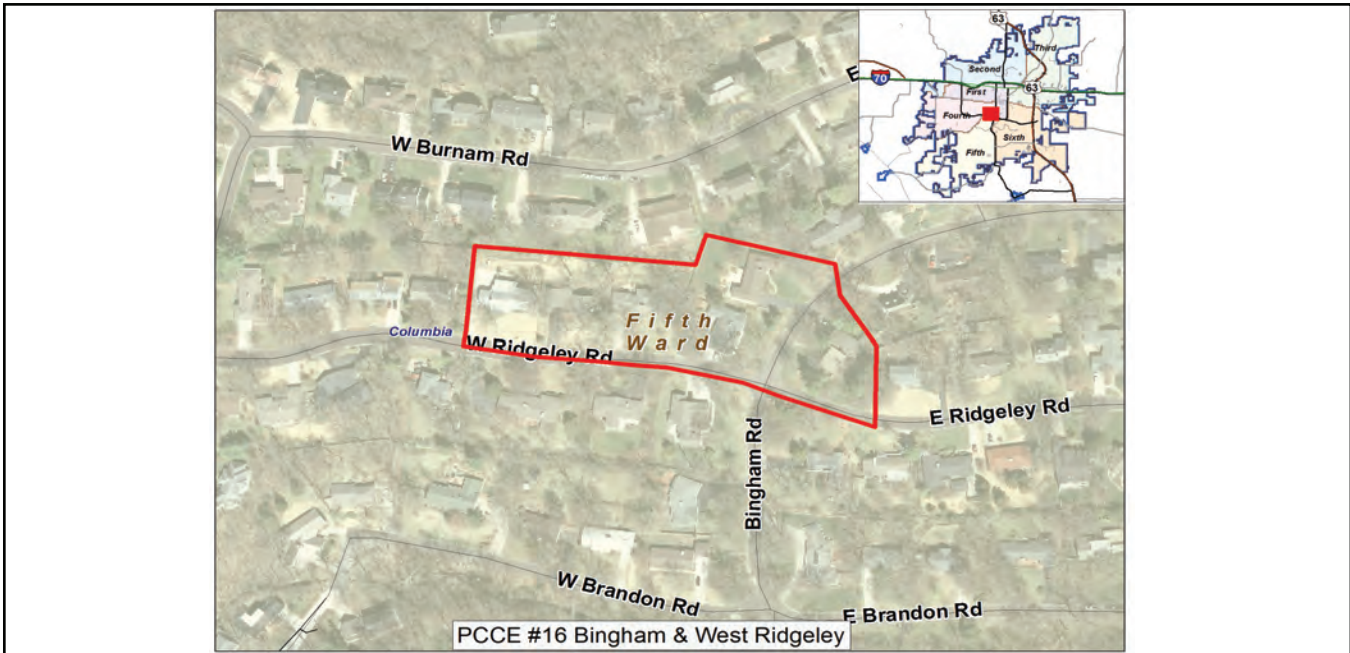 63
Third
Second
70
63
First
Fourth
Sixth
Fifth
E
W Burnam Rd
Fifth
Ward
Columbia
W Ridgeley Rd
E Ridgeley Rd
Bingham Rd
W Brandon Rd
E Brandon Rd
PCCE #16 Bingham & West Ridgeley